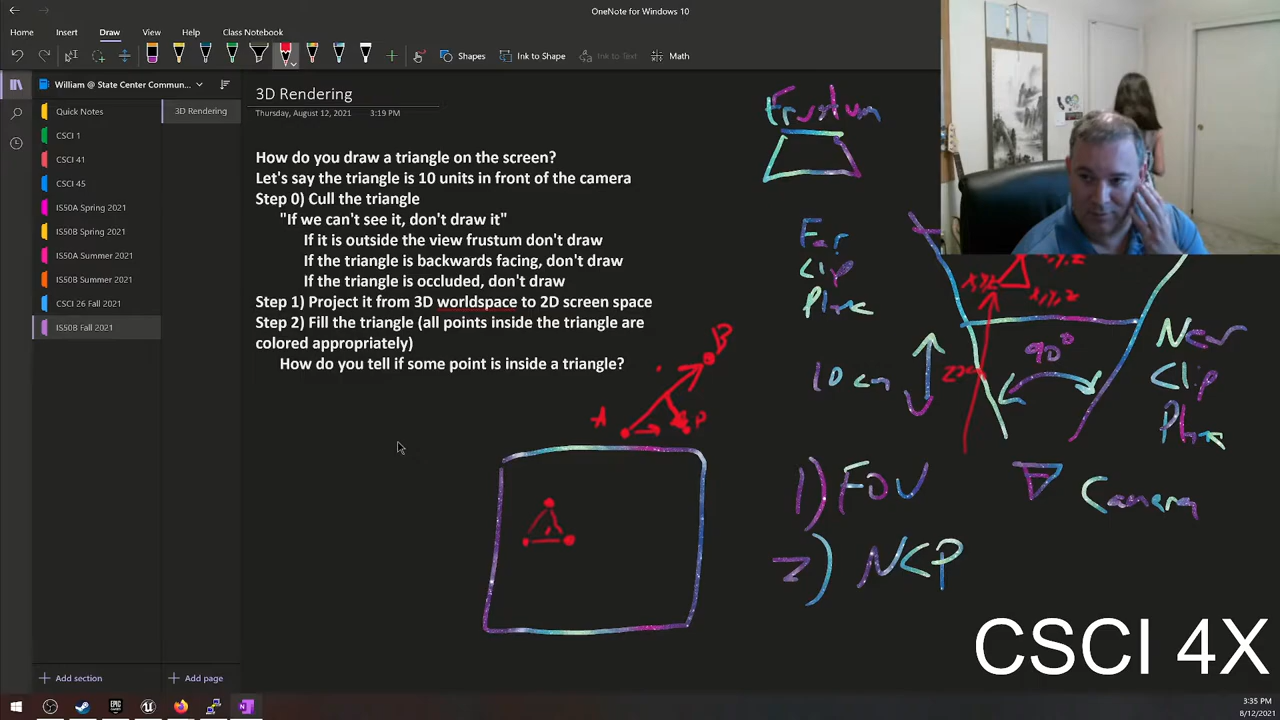 OneNote for Windows 10
Home Insert Draw View Help Class Notebook
Shapes Ink to Shape Ink to Text Math
William @ State Center Commun...
Quick Notes
CSCI 1
CSCI 41
CSCI 45
IS50A Spring 2021
IS50B Spring 2021
IS50A Summer 2021
IS50B Summer 2021
CSCI 26 Fall 2021
IS50B Fall 2021
Add section
3D Rendering
Add page
3D Rendering
Thursday, August 12, 2021 3:19 PM
How do you draw a triangle on the screen?
Let's say the triangle is 10 units in front of the camera
Step 0) Cull the triangle
"If we can't see it, don't draw it"
If it is outside the view frustum don't draw
If the triangle is backwards facing, don't draw
If the triangle is occluded, don't draw
Step 1) Project it from 3D worldspace to 2D screen space
Step 2) Fill the triangle (all points inside the triangle are
colored appropriately)
How do you tell if some point is inside a triangle?
A
B
P
Frustum
Far
Clip
Plane
10 cm
X,Y,Z
X,Y,Z
X,Y,Z
90°
Near
Clip
Plane
Camera
1) FOV
2) NCP
CSCI 4X
3:35 PM
8/12/2021